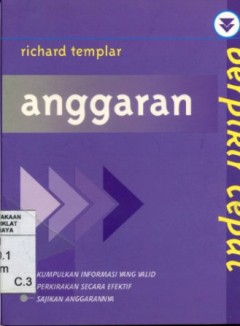 richard templar
anggaran
berpikir cepat
KUMPULKAN INFORMASI YANG VALID
PERKIRAKAN SECARA EFEKTIF
SAJIKAN ANGGARANNYA
C.3